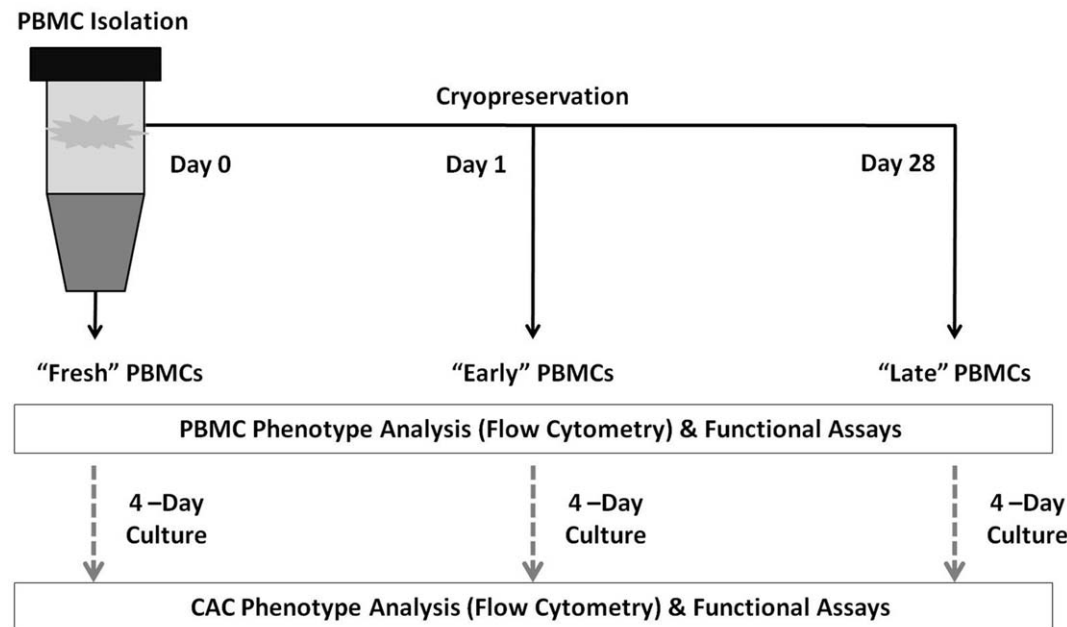 PBMC Isolation
Cryopreservation
Day 0
Day 1
Day 28
“Fresh” PBMCs
“Early” PBMCs
“Late” PBMCs
PBMC Phenotype Analysis (Flow Cytometry) & Functional Assays
4 –Day
Culture
4 –Day
Culture
4 –Day
Culture
CAC Phenotype Analysis (Flow Cytometry) & Functional Assays